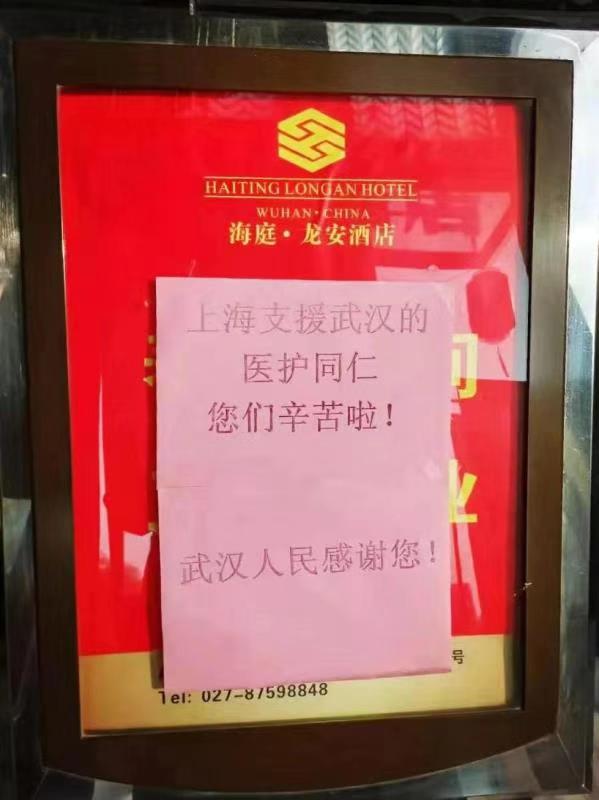 HAITING LONGAN HOTEL
WUHAN·CHINA
海庭·龙安酒店
上海支援武汉的
医护同仁
您们辛苦啦！
武汉人民感谢您！
号
Tel: 027-87598848